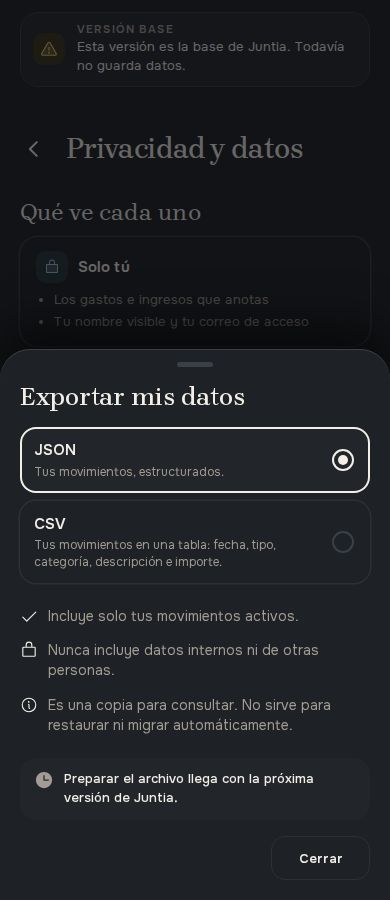 VERSIÓN BASE
Esta versión es la base de Juntia. Todavía
no guarda datos.
Privacidad y datos
Qué ve cada uno
Solo tú
• Los gastos e ingresos que anotas
• Tu nombre visible y tu correo de acceso
Exportar mis datos
JSON
Tus movimientos, estructurados.
CSV
Tus movimientos en una tabla: fecha, tipo,
categoría, descripción e importe.
Incluye solo tus movimientos activos.
Nunca incluye datos internos ni de otras
personas.
Es una copia para consultar. No sirve para
restaurar ni migrar automáticamente.
Preparar el archivo llega con la próxima
versión de Juntia.
Cerrar